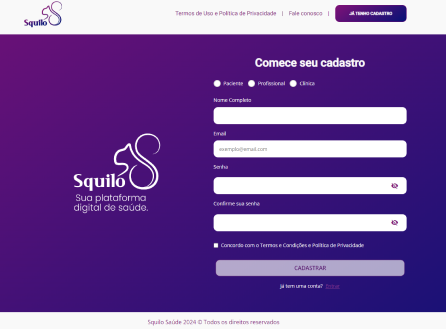 Squilo
Termos de Uso e Política de Privacidade | Fale conosco |
JÁ TENHO CADASTRO
Comece seu cadastro
Paciente Profissional Clínica
Nome Completo
Email
exemplo@email.com
Senha
Confirme sua senha
Concordo com o Termos e Condições e Política de Privacidade
CADASTRAR
Já tem uma conta? Entrar
Squilo
Sua plataforma
digital de saúde.
Squilo Saúde 2024 © Todos os direitos reservados